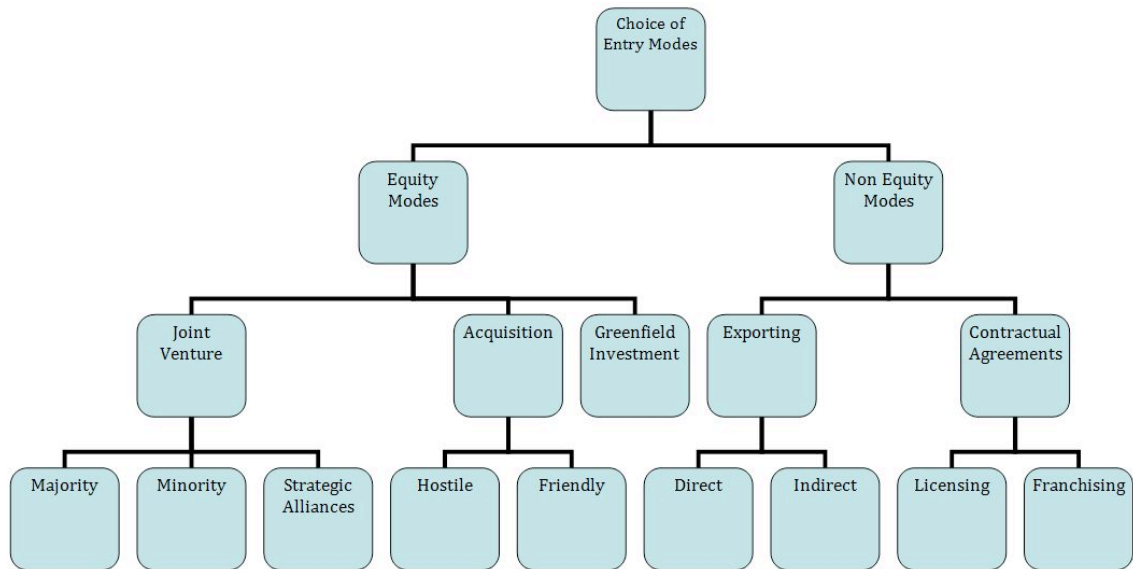 Choice of
Entry Modes
Equity
Modes
Non Equity
Modes
Joint
Venture
Acquisition
Greenfield
Investment
Exporting
Contractual
Agreements
Majority
Minority
Strategic
Alliances
Hostile
Friendly
Direct
Indirect
Licensing
Franchising